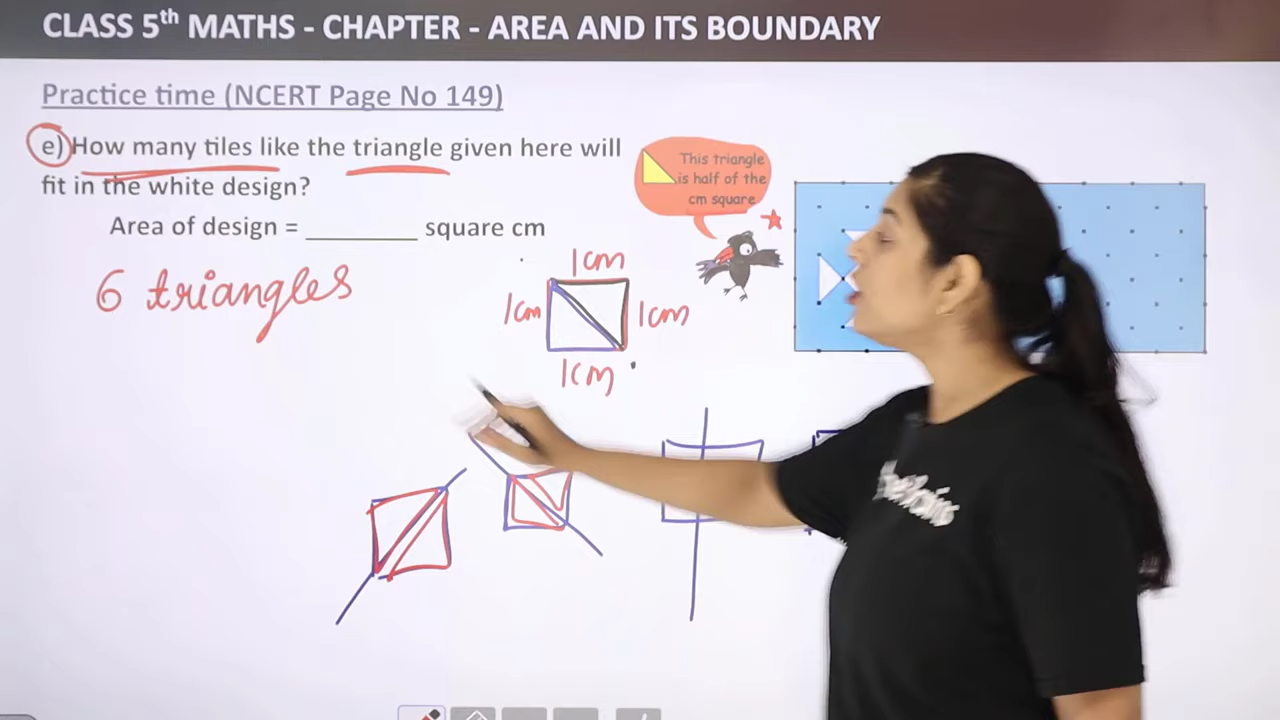 CLASS 5th MATHS - CHAPTER - AREA AND ITS BOUNDARY
Practice time (NCERT Page No 149)
e) How many tiles like the triangle given here will
fit in the white design?
Area of design = ________ square cm
This triangle
is half of the
cm square
6 triangles
1cm
1cm
1cm
1cm